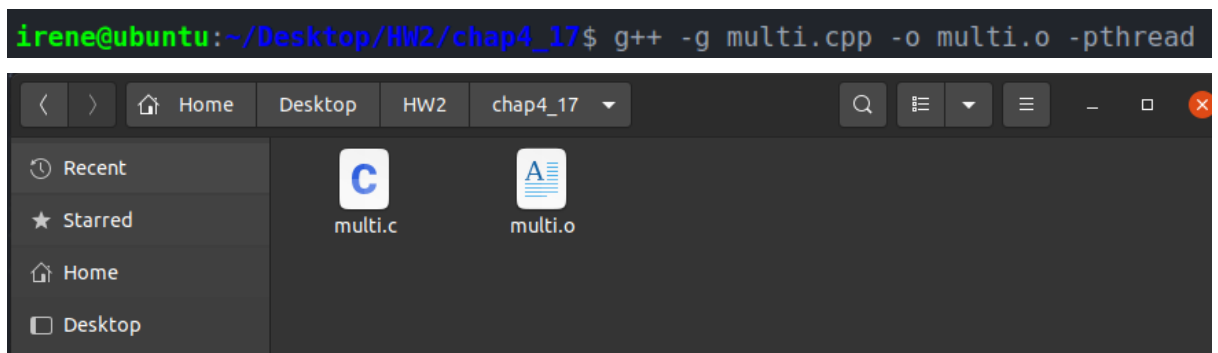 irene@ubuntu:~/Desktop/HW2/chap4_17$ g++ -g multi.cpp -o multi.o -pthread
Home Desktop HW2 chap4_17
Recent
Starred
Home
Desktop
C A
multi.c multi.o